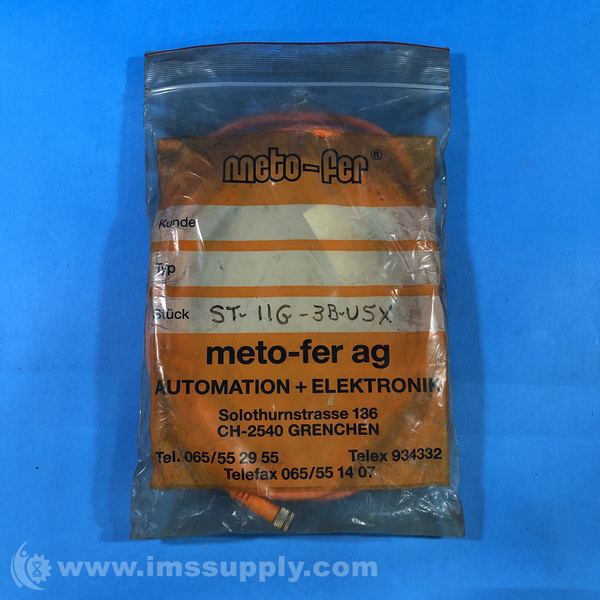 meto-fer ®
Kunde
Typ
Stück ST-11G-3B-U5X
meto-fer ag
AUTOMATION + ELEKTRONIK
Solothurnstrasse 136
CH-2540 GRENCHEN
Tel. 065/55 29 55 Telex 934332
Telefax 065/55 14 07
www.imssupply.com